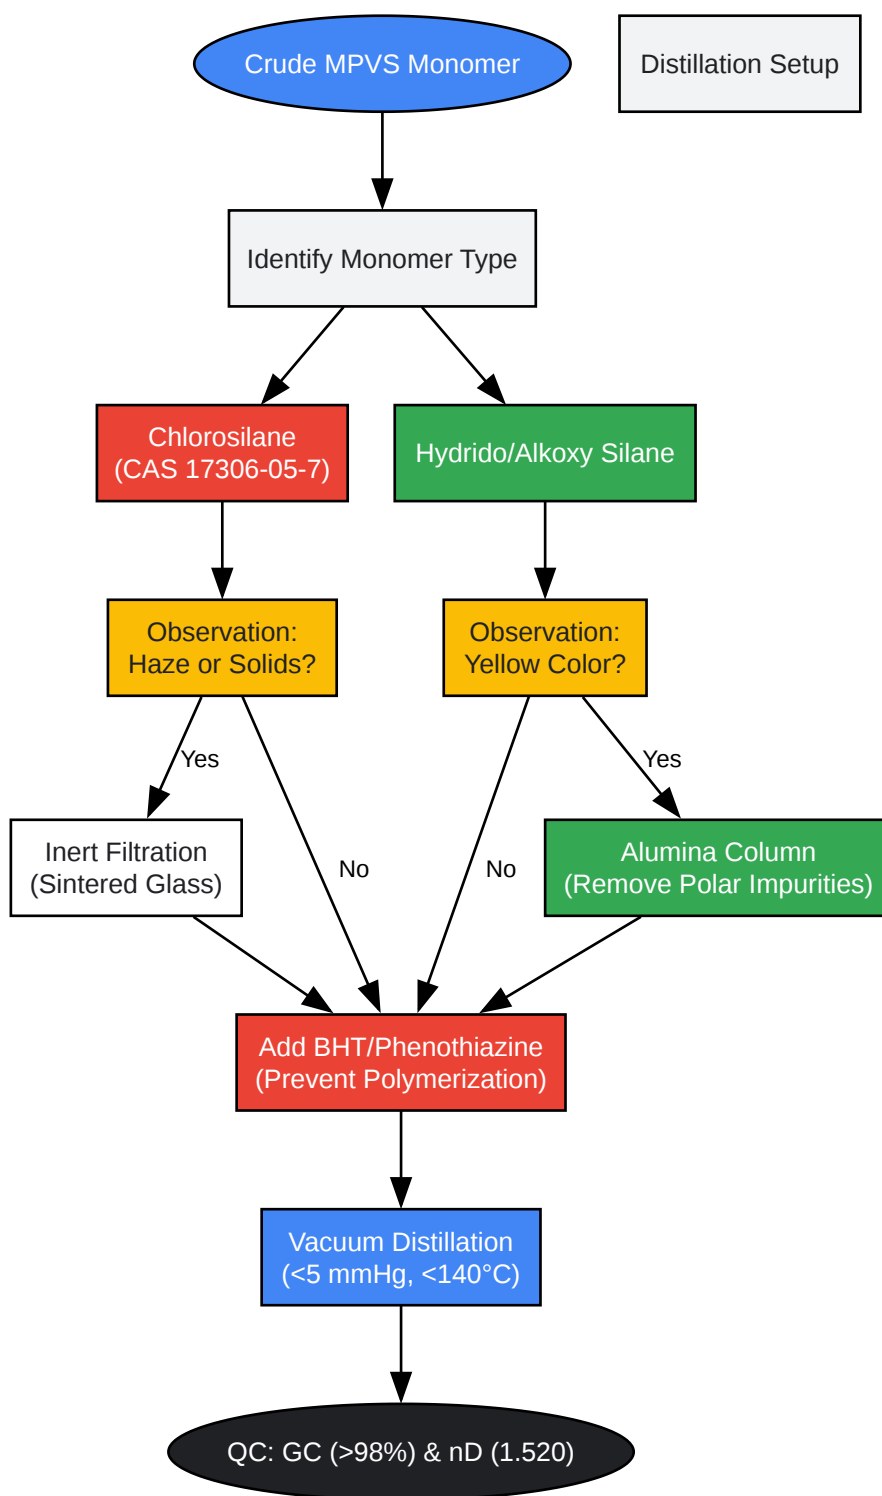 Crude MPVS Monomer
Distillation Setup
Identify Monomer Type
Chlorosilane
(CAS 17306-05-7)
Hydrido/Alkoxy Silane
Observation:
Haze or Solids?
Observation:
Yellow Color?
Yes
Yes
Inert Filtration
(Sintered Glass)
No
No
Alumina Column
(Remove Polar Impurities)
Add BHT/Phenothiazine
(Prevent Polymerization)
Vacuum Distillation
(<5 mmHg, <140°C)
QC: GC (>98%) & nD (1.520)